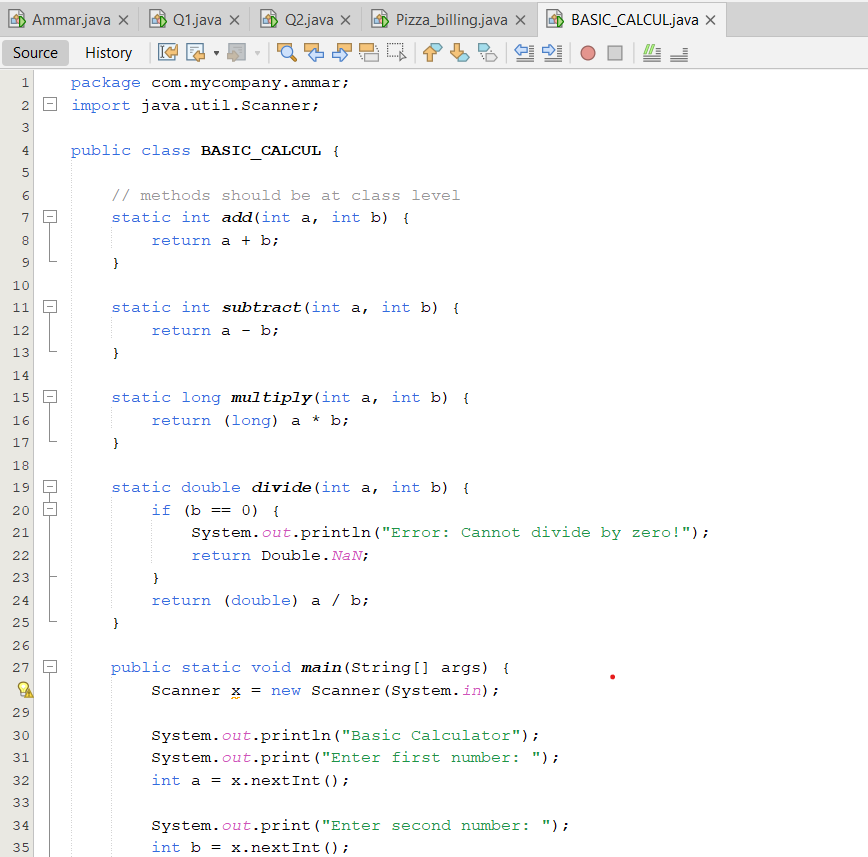 Ammar.java Q1.java Q2.java Pizza_billing.java BASIC_CALCUL.java
Source History
1 package com.mycompany.ammar;
2 import java.util.Scanner;
3
4 public class BASIC_CALCUL {
5
6 // methods should be at class level
7 static int add(int a, int b) {
8 return a + b;
9 }
10
11 static int subtract(int a, int b) {
12 return a - b;
13 }
14
15 static long multiply(int a, int b) {
16 return (long) a * b;
17 }
18
19 static double divide(int a, int b) {
20 if (b == 0) {
21 System.out.println("Error: Cannot divide by zero!");
22 return Double.NaN;
23 }
24 return (double) a / b;
25 }
26
27 public static void main(String[] args) {
Scanner x = new Scanner(System.in);
29
30 System.out.println("Basic Calculator");
31 System.out.print("Enter first number: ");
32 int a = x.nextInt();
33
34 System.out.print("Enter second number: ");
35 int b = x.nextInt();